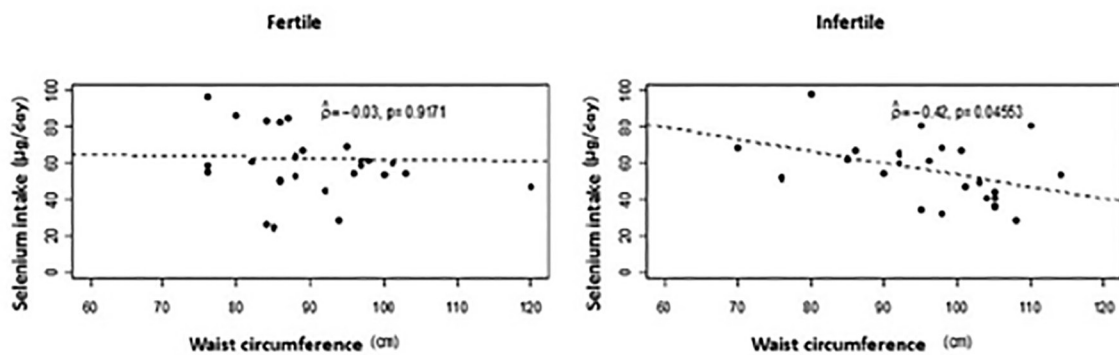 Fertile
Selenium intake (µg/day)
0 20 40 60 80 100
ρ̂=−0.03, p=0.9171
60 70 80 90 100 110 120
Waist circumference (cm)
Infertile
Selenium intake (µg/day)
0 20 40 60 80 100
ρ̂=−0.42, p=0.04553
60 70 80 90 100 110 120
Waist circumference (cm)